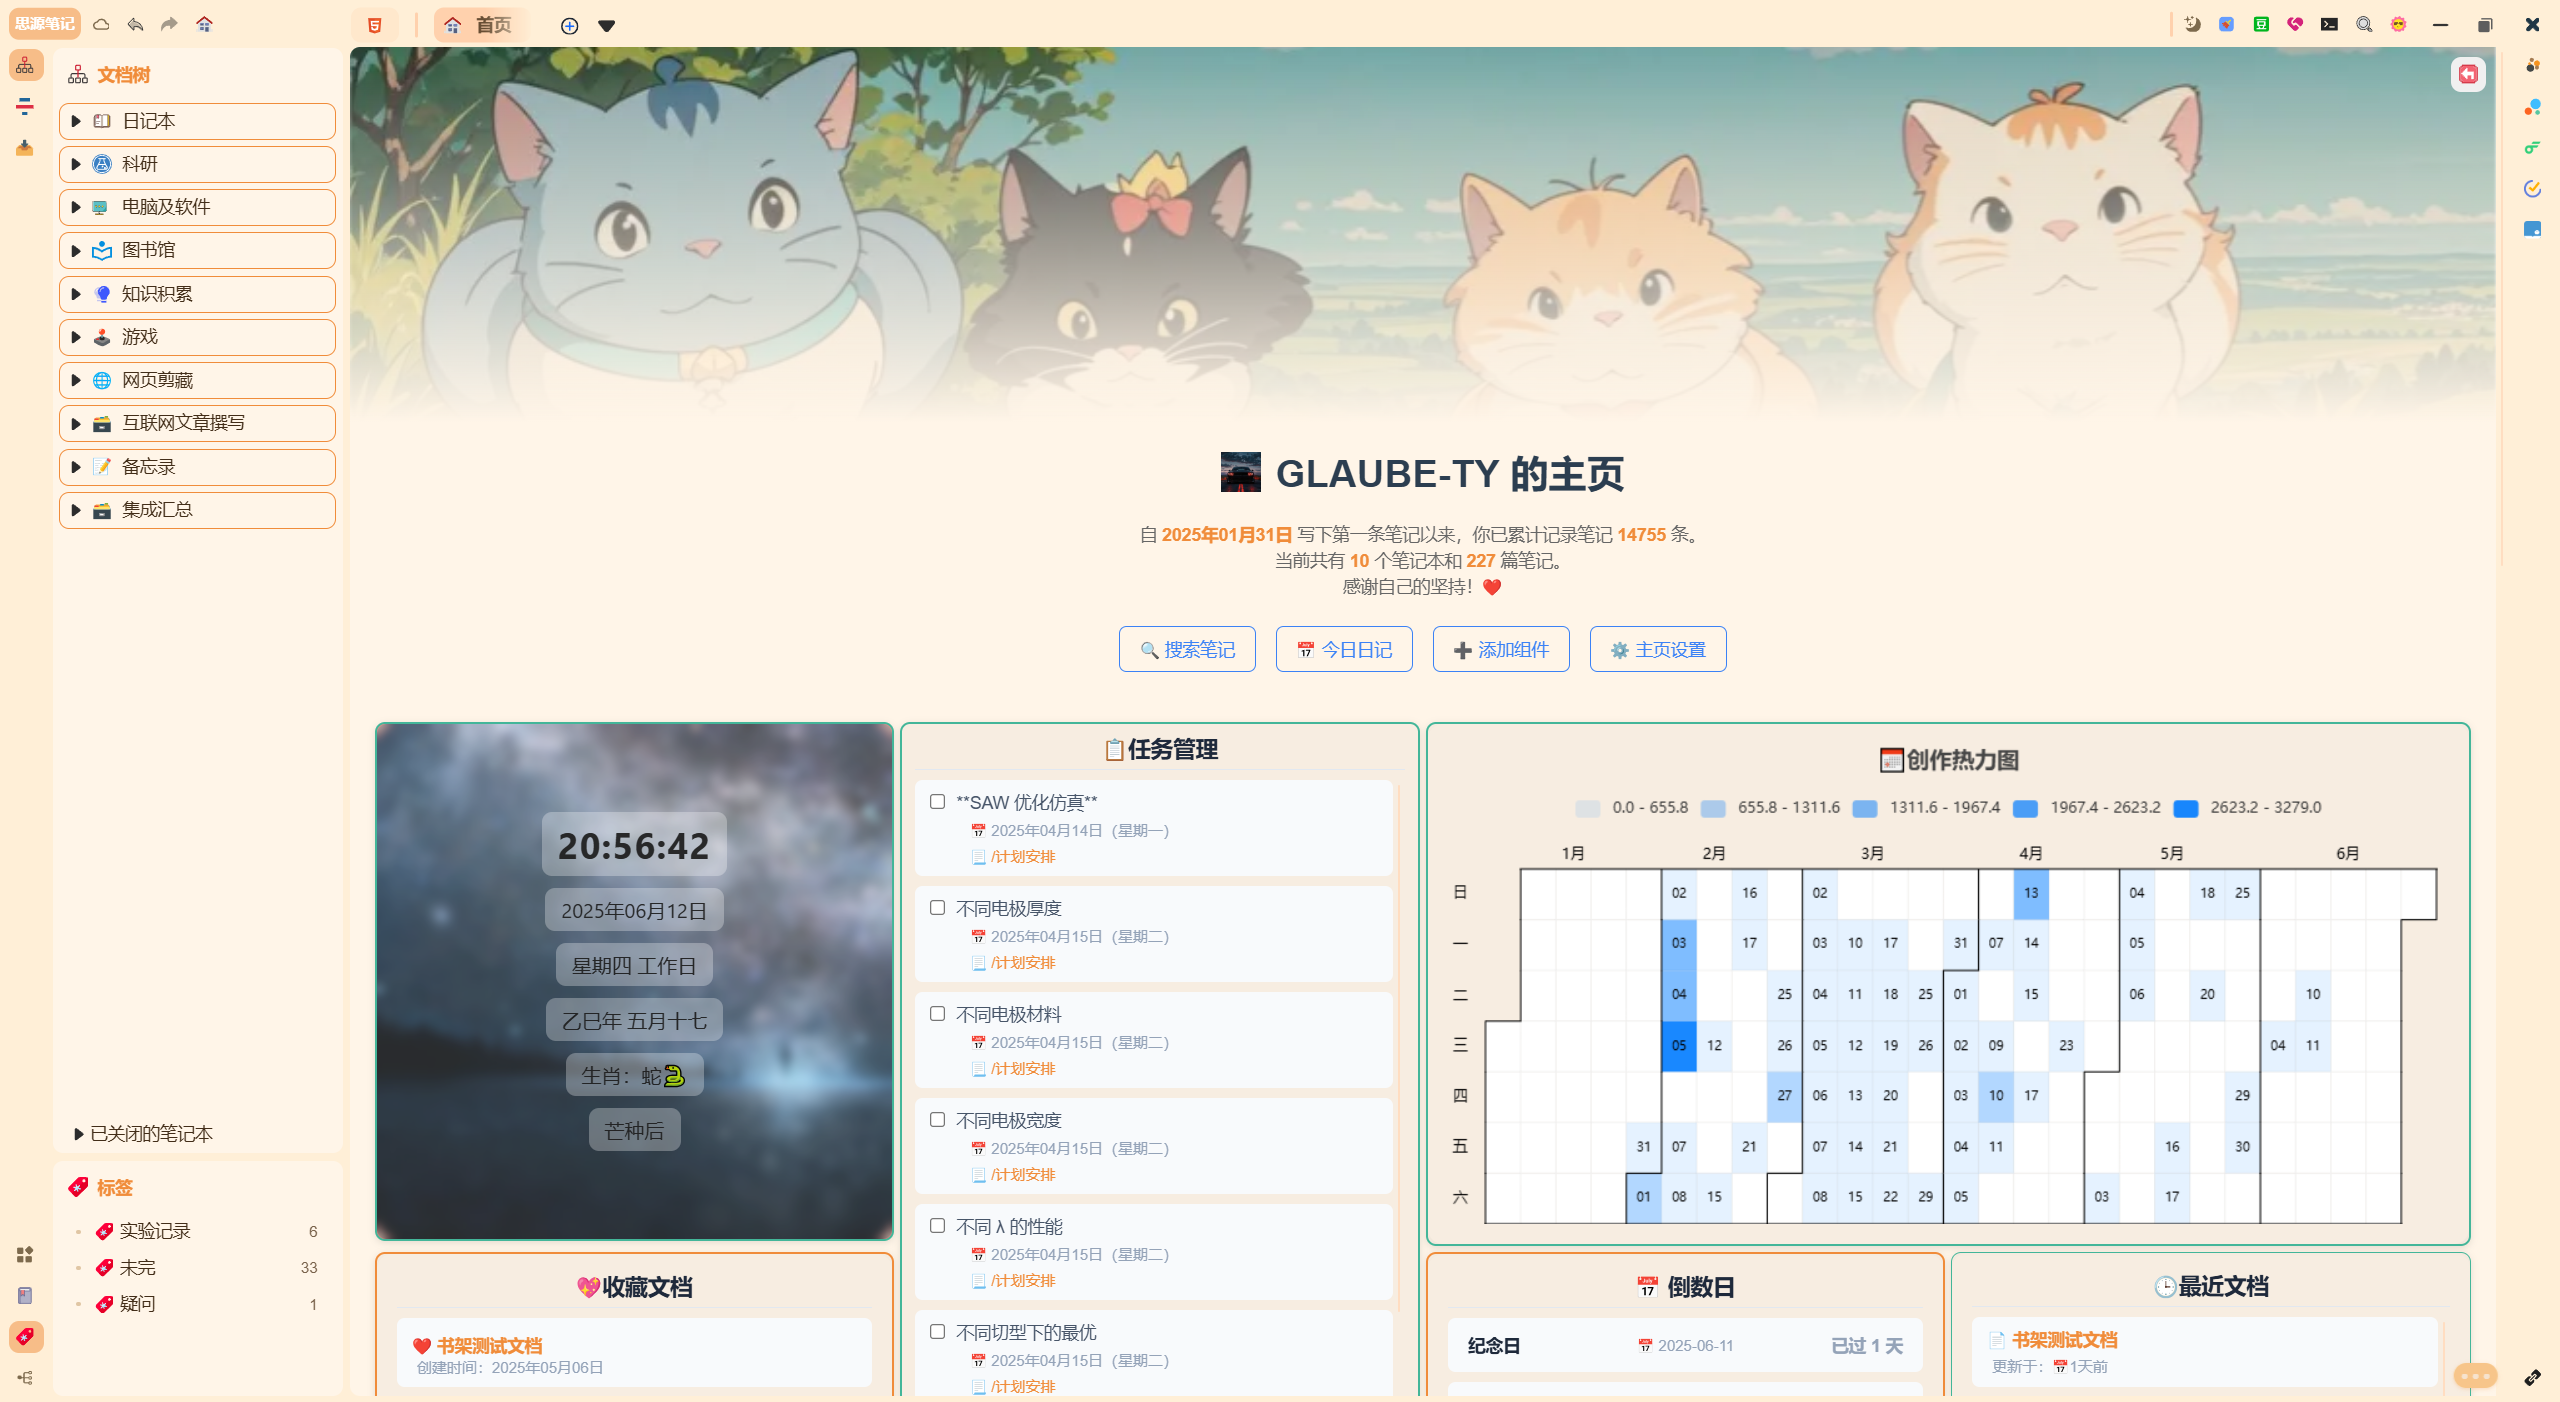 思源笔记
首页
文档树
日记本
科研
电脑及软件
图书馆
知识积累
游戏
网页剪藏
互联网文章撰写
备忘录
集成汇总
已关闭的笔记本
标签
实验记录 6
未完 33
疑问 1
GLAUBE-TY 的主页
自 2025年01月31日 写下第一条笔记以来，你已累计记录笔记 14755 条。
当前共有 10 个笔记本和 227 篇笔记。
感谢自己的坚持！❤️
🔍 搜索笔记
📅 今日日记
➕ 添加组件
⚙️ 主页设置
20:56:42
2025年06月12日
星期四 工作日
乙巳年 五月十七
生肖：蛇🐍
芒种后
💖收藏文档
❤️ 书架测试文档
创建时间：2025年05月06日
📋任务管理
**SAW 优化仿真**
📅 2025年04月14日（星期一）
📃 /计划安排
不同电极厚度
📅 2025年04月15日（星期二）
📃 /计划安排
不同电极材料
📅 2025年04月15日（星期二）
📃 /计划安排
不同电极宽度
📅 2025年04月15日（星期二）
📃 /计划安排
不同 λ 的性能
📅 2025年04月15日（星期二）
📃 /计划安排
不同切型下的最优
📅 2025年04月15日（星期二）
📃 /计划安排
创作热力图
0.0 - 655.8 655.8 - 1311.6 1311.6 - 1967.4 1967.4 - 2623.2 2623.2 - 3279.0
1月 2月 3月 4月 5月 6月
日 02 16 02 13 04 18 25
一 03 17 03 10 17 31 07 14 05
二 04 25 04 11 18 25 01 15 06 20 10
三 05 12 26 05 12 19 26 02 09 23 04 11
四 27 06 13 20 03 10 17 29
五 31 07 21 07 14 21 04 11 16 30
六 01 08 15 08 15 22 29 05 03 17
📅 倒数日
纪念日 📅 2025-06-11 已过 1 天
🕒最近文档
📄 书架测试文档
更新于：📅1天前